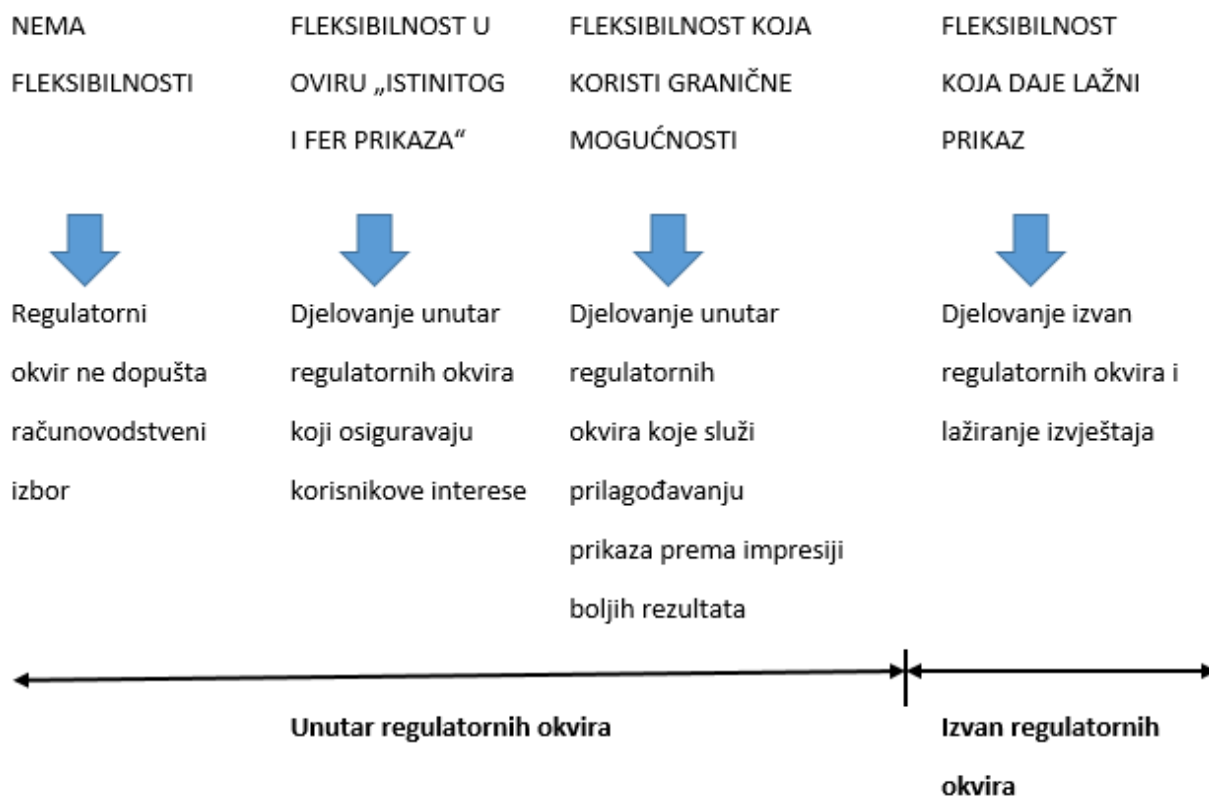 NEMA
FLEKSIBILNOSTI
FLEKSIBILNOST U
OVIRU „ISTINITOG
I FER PRIKAZA“
FLEKSIBILNOST KOJA
KORISTI GRANIČNE
MOGUĆNOSTI
FLEKSIBILNOST
KOJA DAJE LAŽNI
PRIKAZ
Regulatorni
okvir ne dopušta
računovodstveni
izbor
Djelovanje unutar
regulatornih okvira
koji osiguravaju
korisnikove interese
Djelovanje unutar
regulatornih
okvira koje služi
prilagođavanju
prikaza prema impresiji
boljih rezultata
Djelovanje izvan
regulatornih okvira i
lažiranje izvještaja
Unutar regulatornih okvira
Izvan regulatornih
okvira